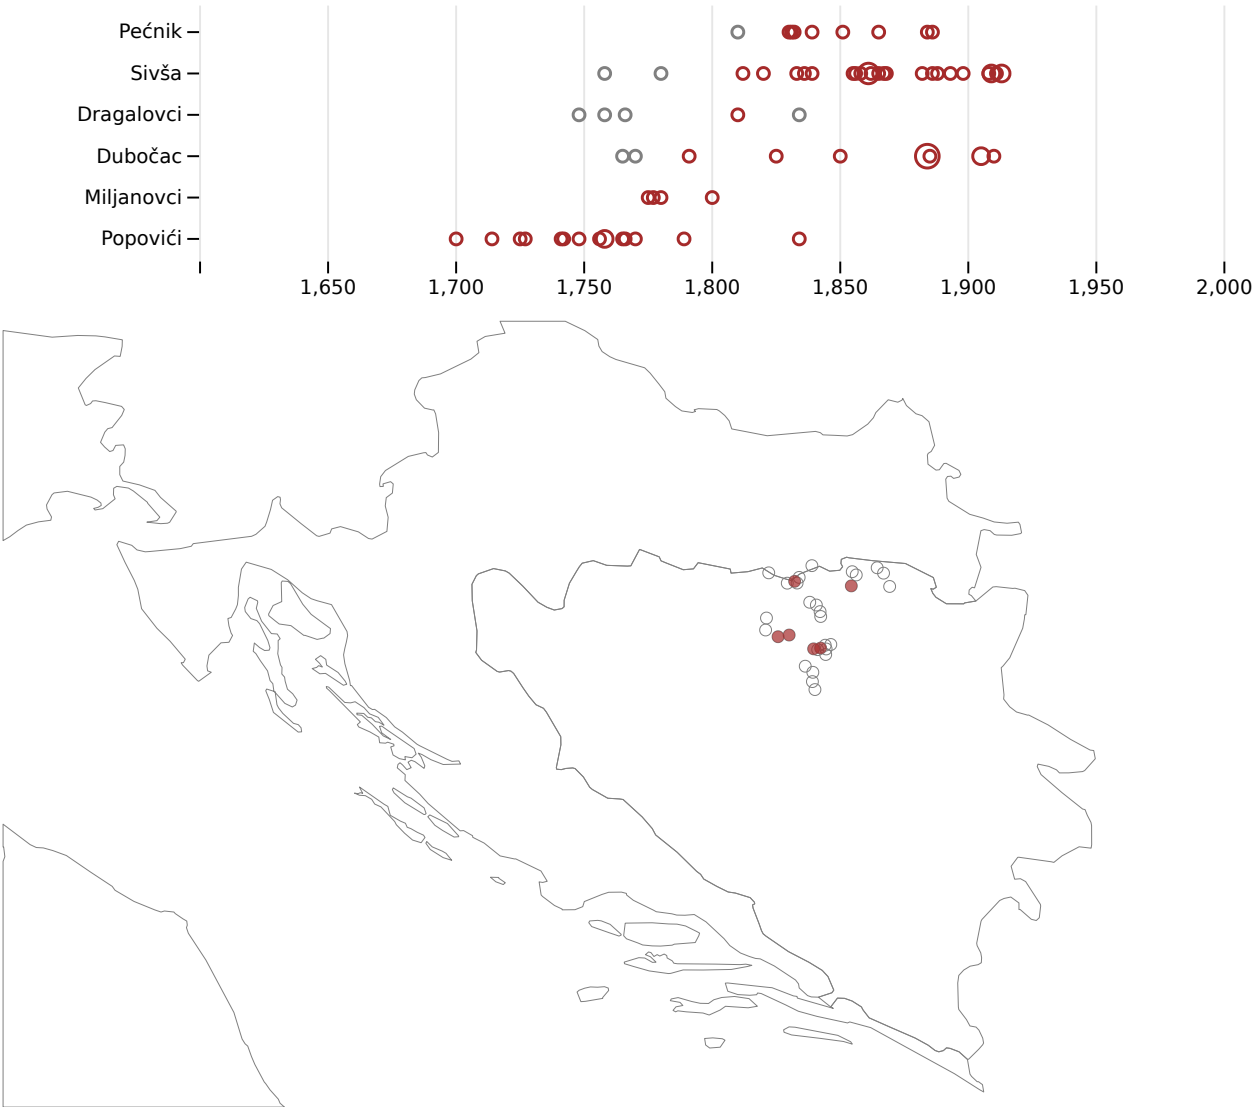 Pećnik
Sivša
Dragalovci
Dubočac
Miljanovci
Popovići
1,650 1,700 1,750 1,800 1,850 1,900 1,950 2,000